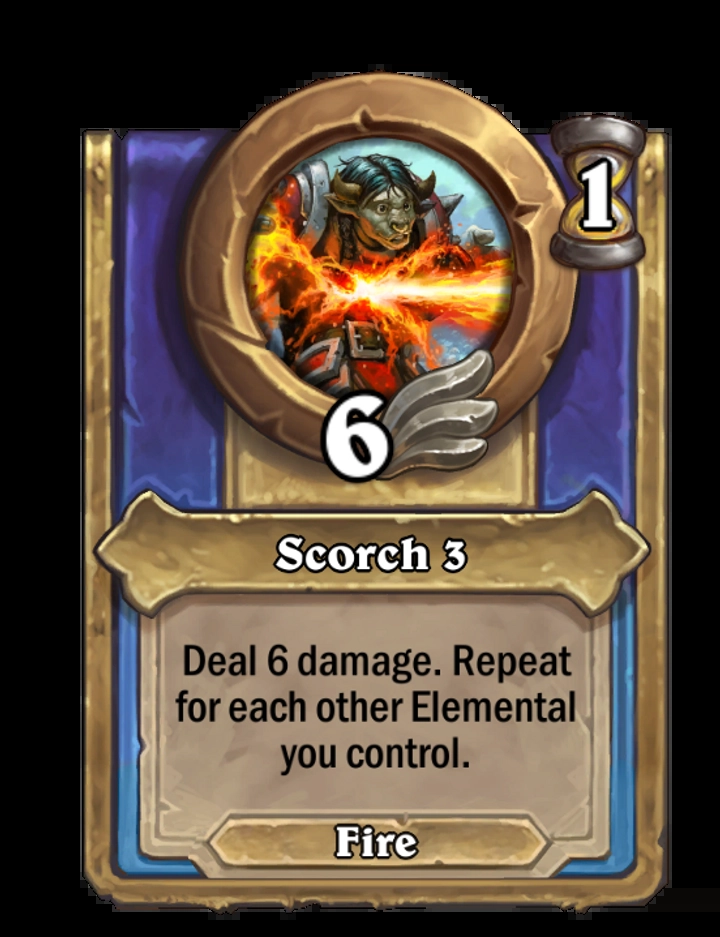 1
6
Scorch 3
Deal 6 damage. Repeat
for each other Elemental
you control.
Fire